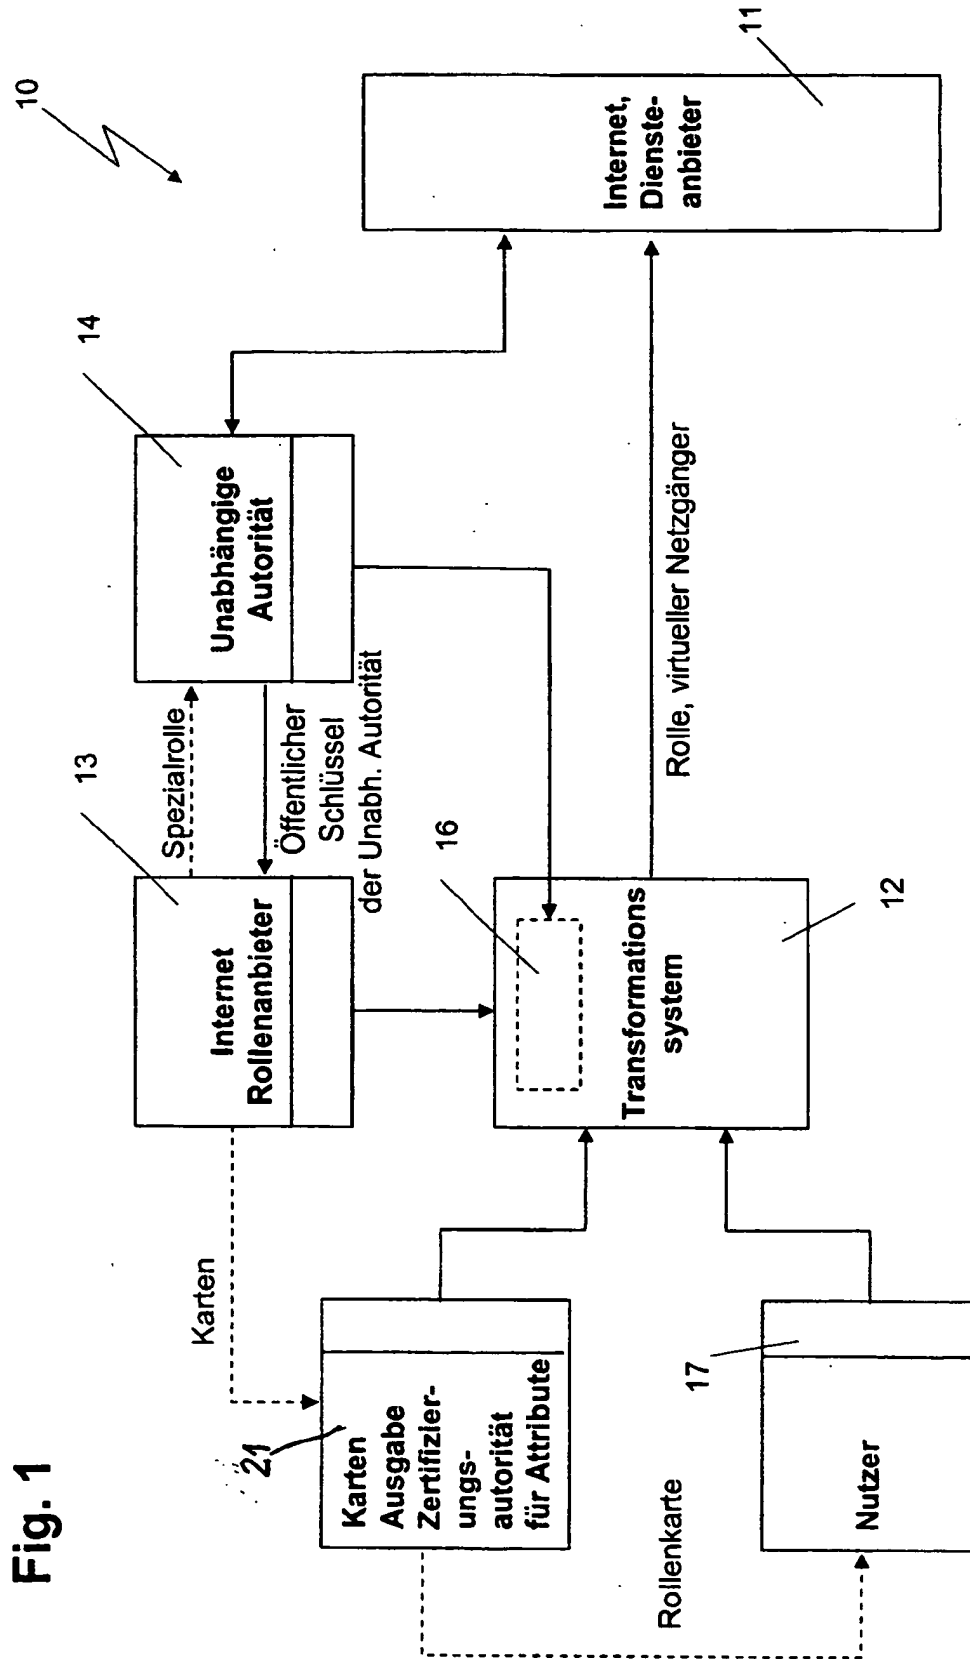 Fig. 1
10
11
Internet,
Dienste-
anbieter
14
Unabhängige
Autorität
Spezialrolle
Öffentlicher
Schlüssel
der Unabh. Autorität
13
Internet
Rollenanbieter
Karten
21
Karten
Ausgabe
Zertifizier-
ungs-
autorität
für Attribute
16
Transformations
system
12
Rolle, virtueller Netzgänger
Rollenkarte
17
Nutzer